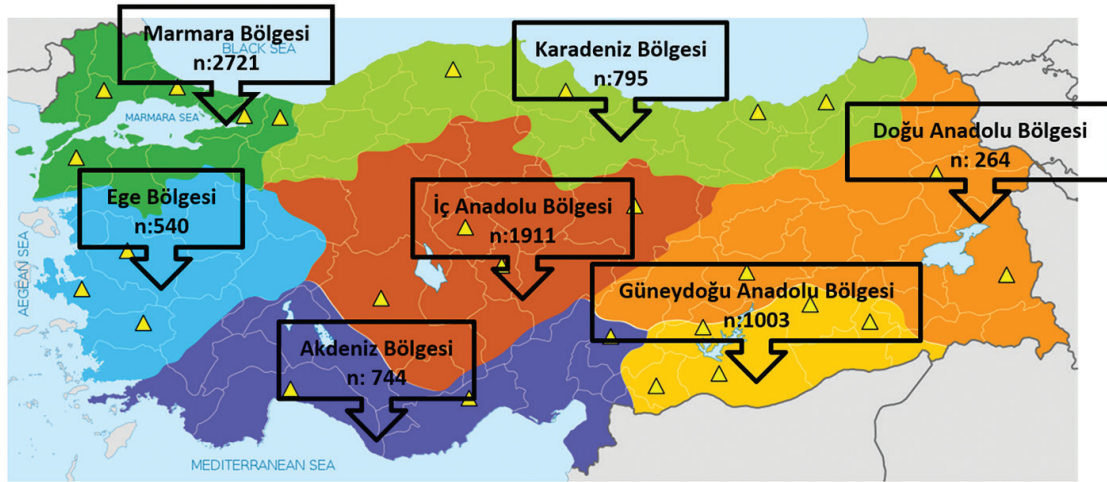 Marmara Bölgesi
n:2721
BLACK SEA
MARMARA SEA
Karadeniz Bölgesi
n:795
Doğu Anadolu Bölgesi
n: 264
Ege Bölgesi
n:540
İç Anadolu Bölgesi
n:1911
AEGEAN SEA
Güneydoğu Anadolu Bölgesi
n:1003
Akdeniz Bölgesi
n: 744
MEDITERRANEAN SEA